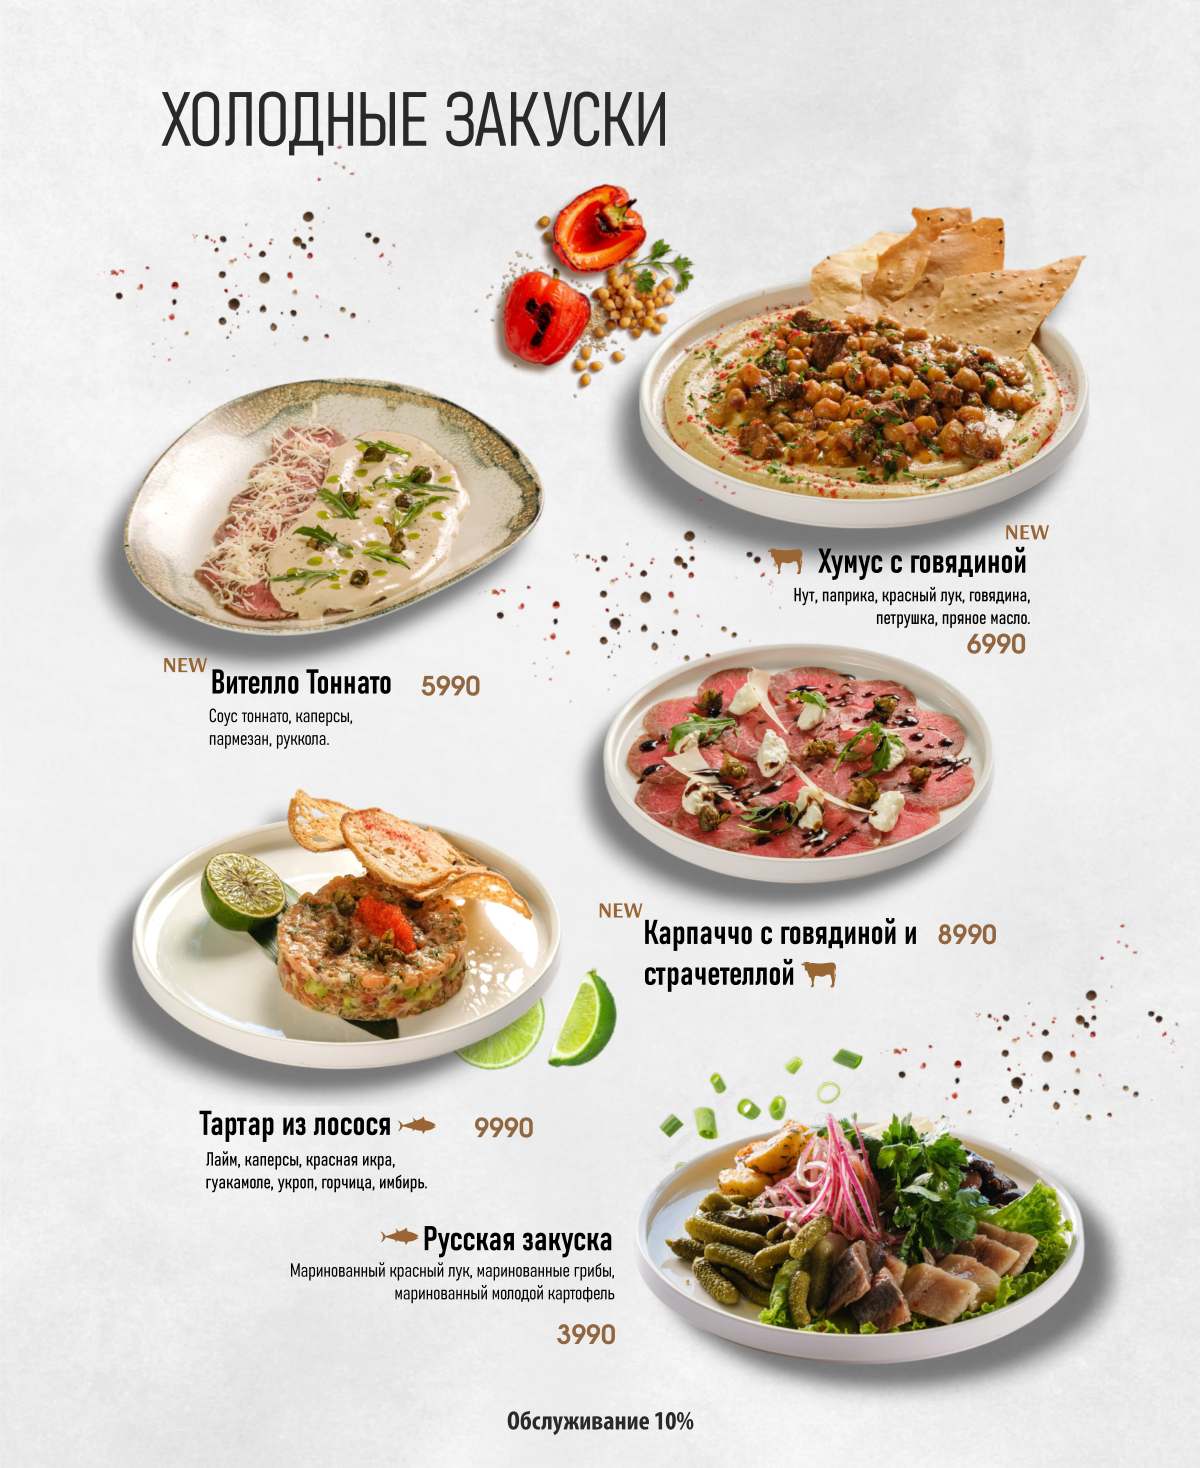 ХОЛОДНЫЕ ЗАКУСКИ
NEW
Хумус с говядиной
Нут, паприка, красный лук, говядина,
петрушка, пряное масло.
6990
NEW
Вителло Тоннато 5990
Соус тоннато, каперсы,
пармезан, руккола.
NEW
Карпаччо с говядиной и 8990
страчетеллой
Тартар из лосося 9990
Лайм, каперсы, красная икра,
гуакамоле, укроп, горчица, имбирь.
Русская закуска
Маринованный красный лук, маринованные грибы,
маринованный молодой картофель
3990
Обслуживание 10%